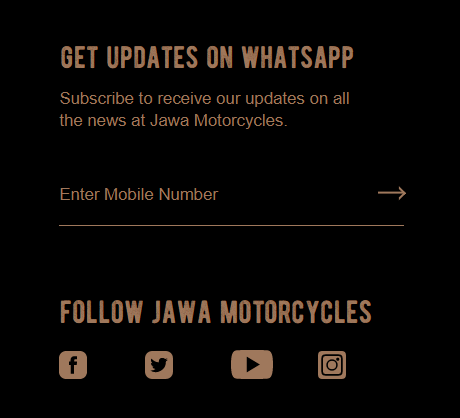 GET UPDATES ON WHATSAPP
Subscribe to receive our updates on all
the news at Jawa Motorcycles.
Enter Mobile Number
FOLLOW JAWA MOTORCYCLES